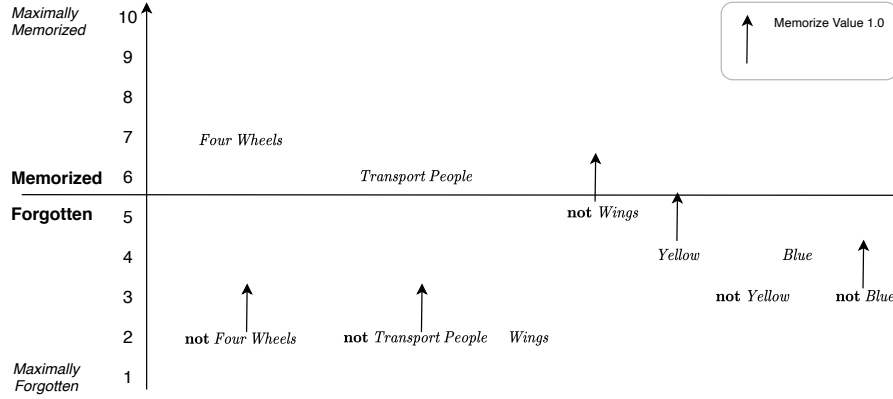 Maximally
Memorized
10
Memorize Value 1.0
9
8
7
Four Wheels
Memorized
6
Transport People
Forgotten
5
not Wings
4
Yellow
Blue
3
not Yellow
not Blue
2
not Four Wheels
not Transport People
Wings
Maximally
Forgotten
1